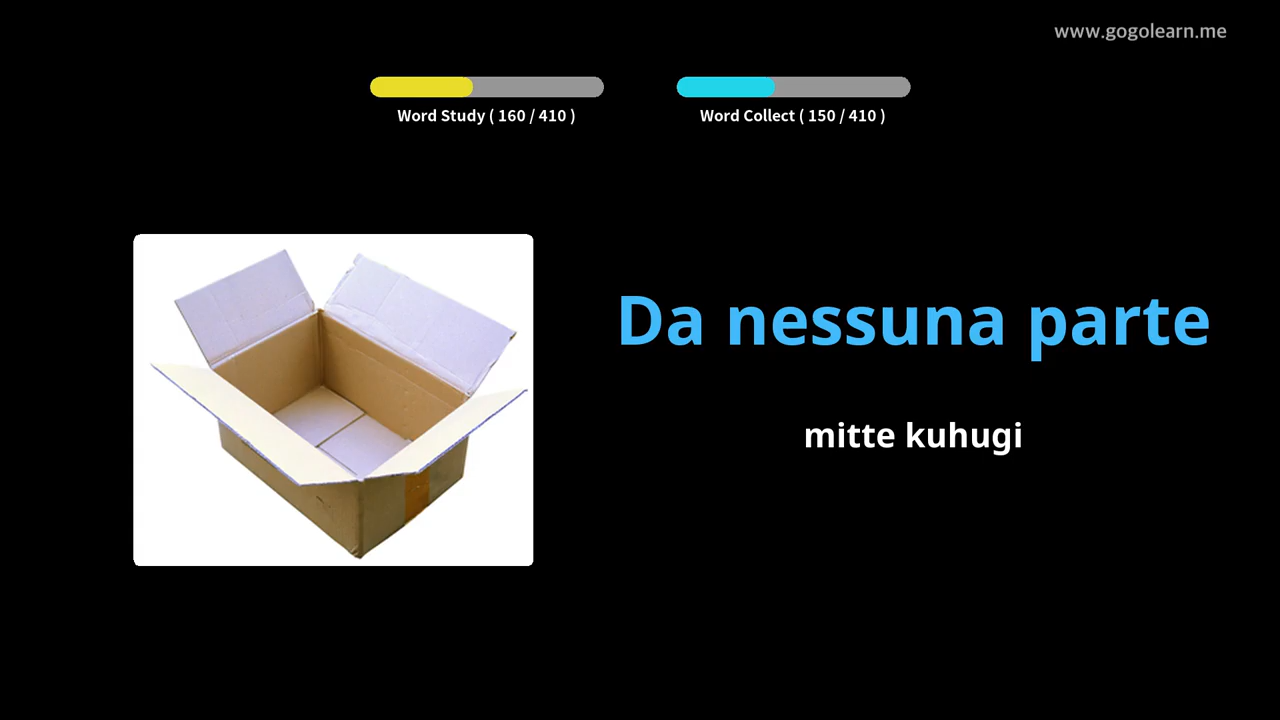 www.gogolearn.me
Word Study ( 160 / 410 )
Word Collect ( 150 / 410 )
Da nessuna parte
mitte kuhugi